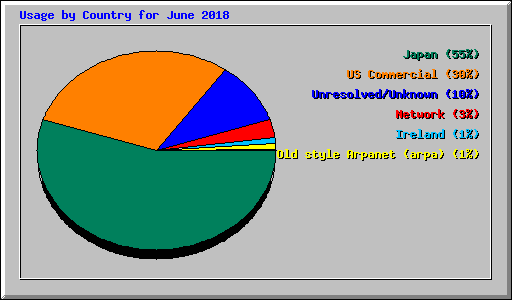 Usage by Country for June 2018
Japan (55%)
US Commercial (30%)
Unresolved/Unknown (10%)
Network (3%)
Ireland (1%)
Old style Arpanet (arpa) (1%)